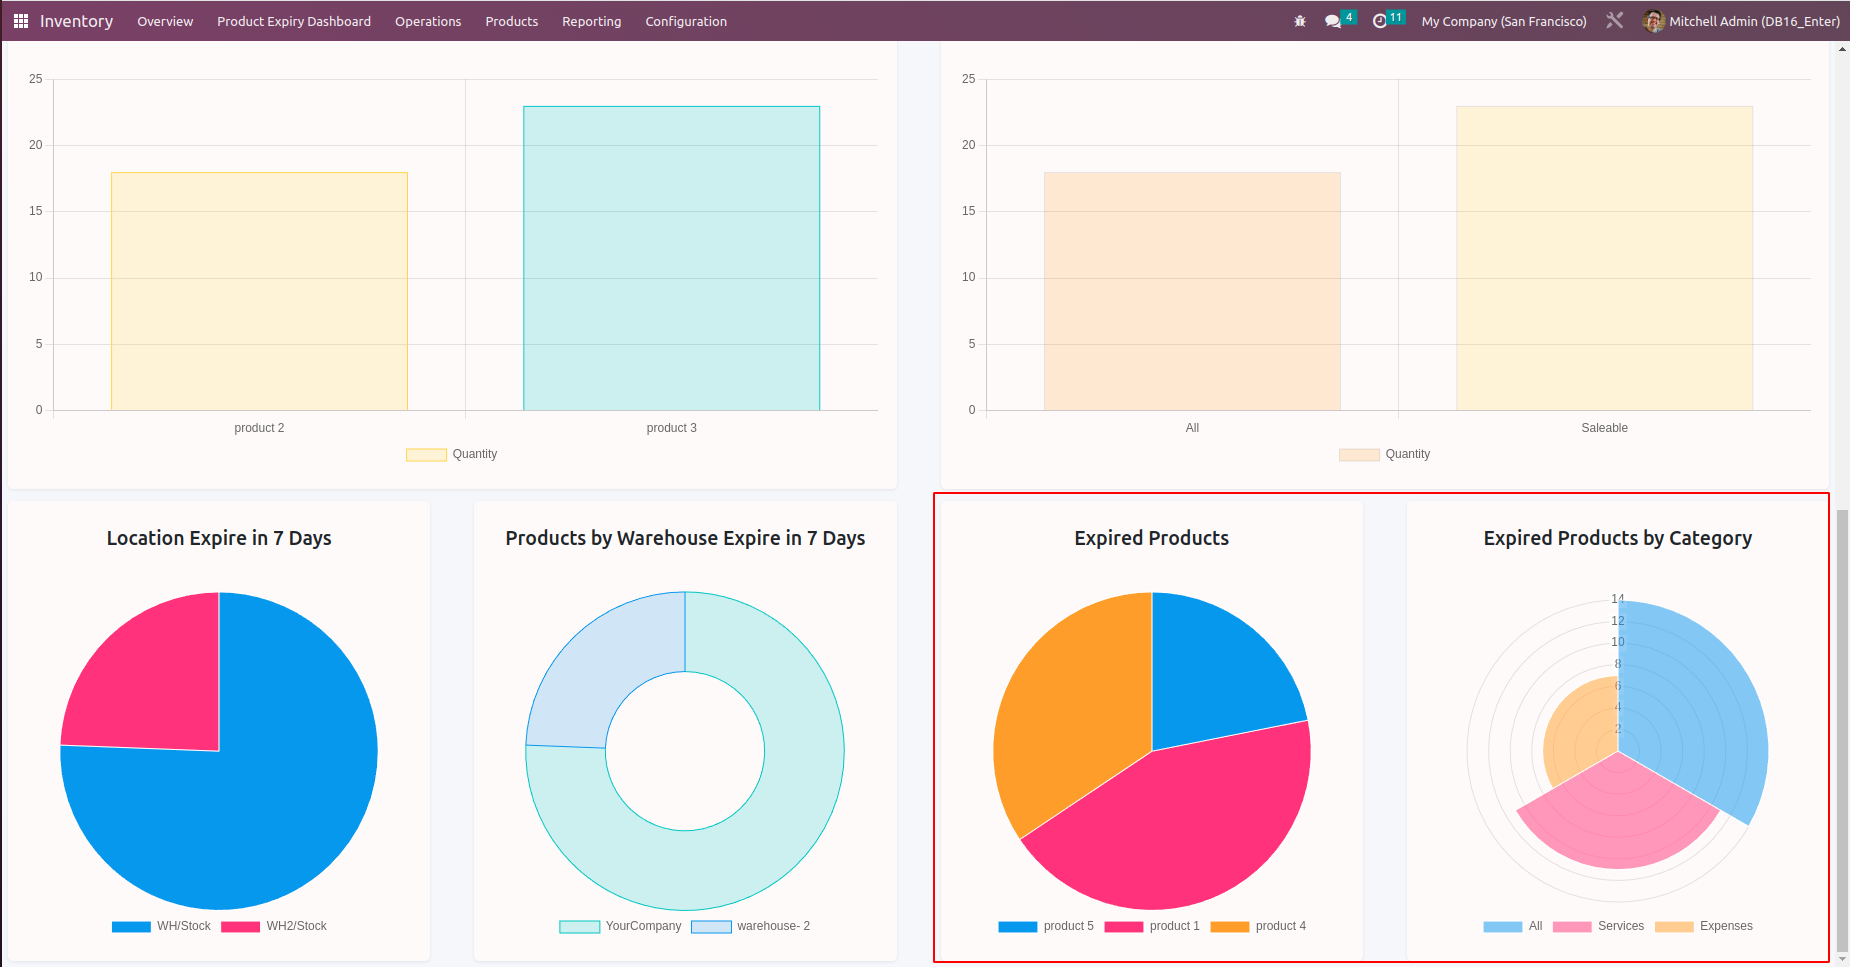 Inventory Overview Product Expiry Dashboard Operations Products Reporting Configuration 4 11 My Company (San Francisco) Mitchell Admin (DB16_Enter)
25
20
15
10
5
0
product 2 product 3
Quantity
25
20
15
10
5
0
All Saleable
Quantity
Location Expire in 7 Days
WH/Stock WH2/Stock
Products by Warehouse Expire in 7 Days
YourCompany warehouse- 2
Expired Products
product 5 product 1 product 4
Expired Products by Category
14
12
10
8
6
4
2
All Services Expenses